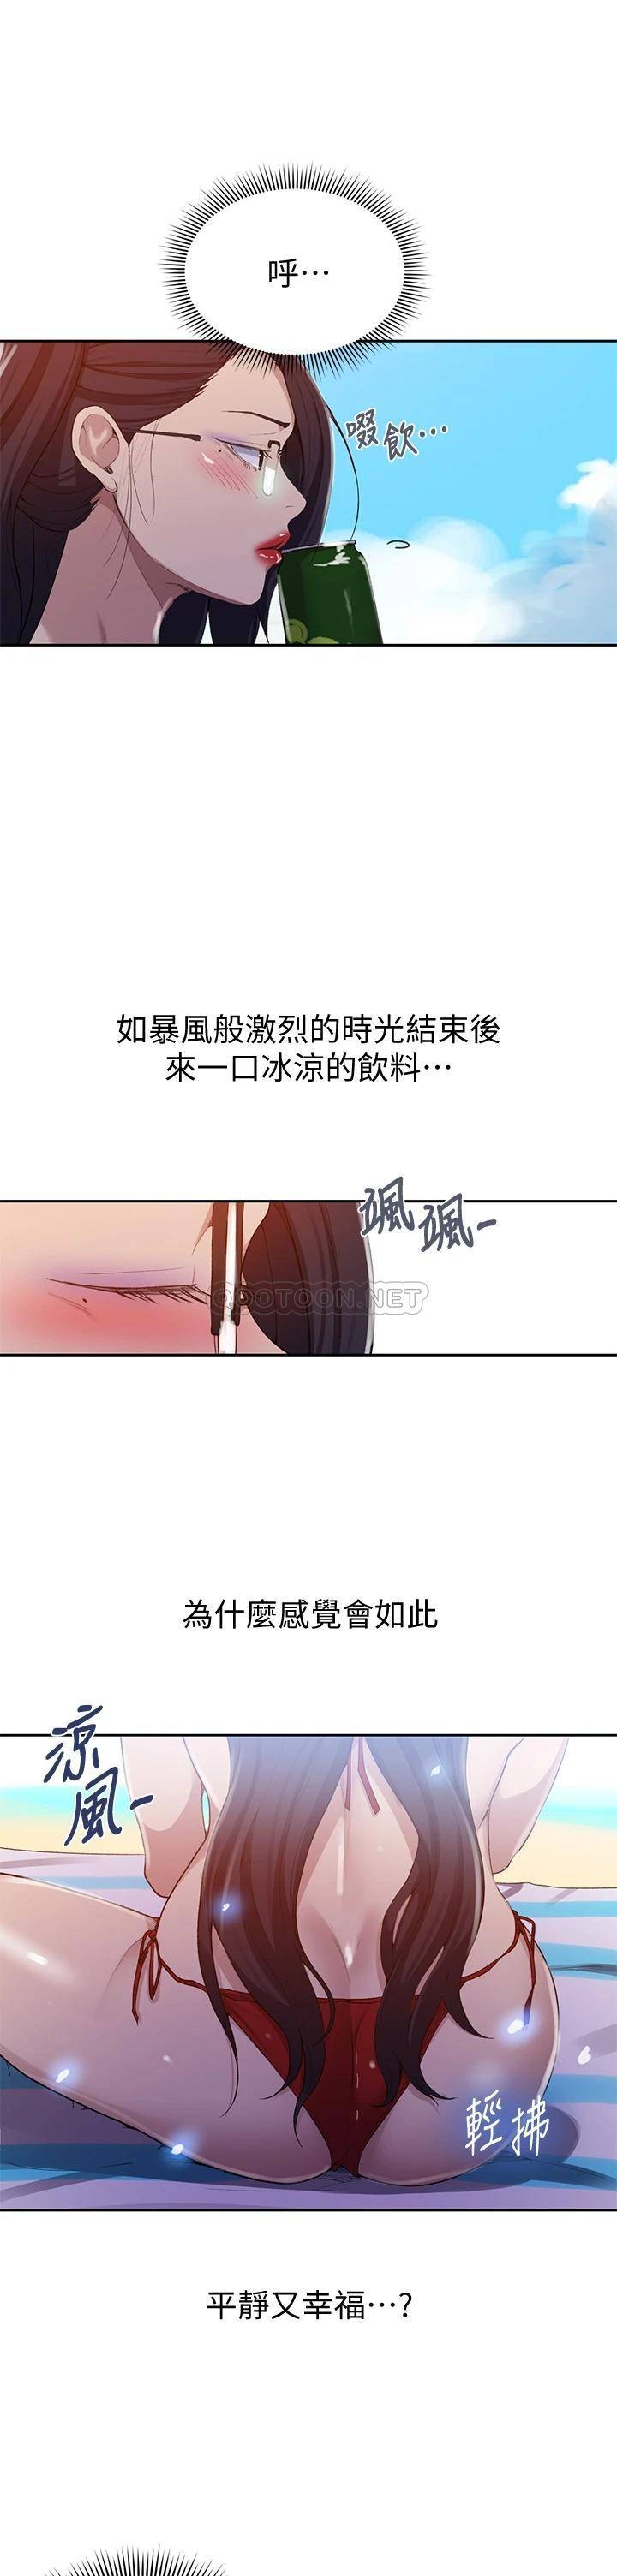 呼…
啜飲…
如暴風般激烈的時光結束後
來一口冰涼的飲料…
颯颯-
QOOTOON.NET
為什麼感覺會如此
涼風-
輕拂
平靜又幸福…?